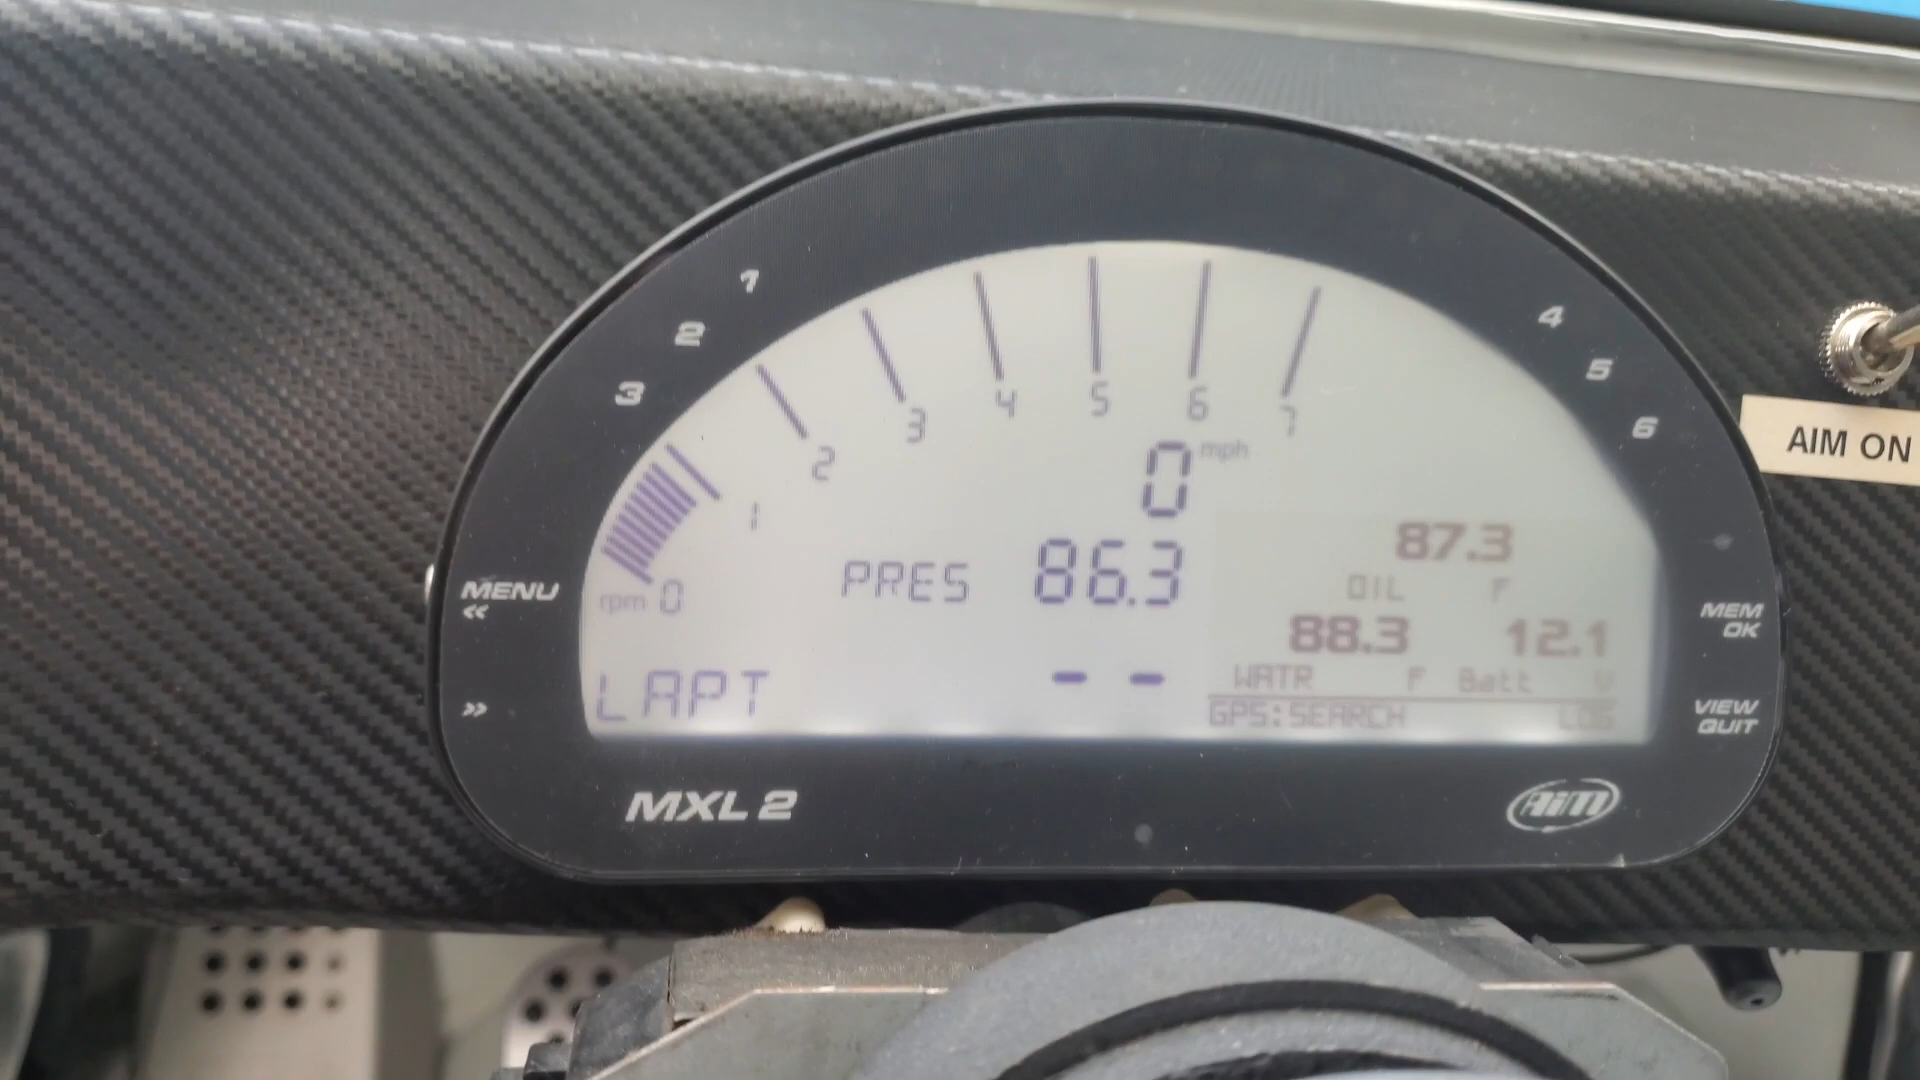 1
2
3
4
5
6
1
2
3
4
5
6
7
rpm 0
0 mph
PRES 86.3
87.3
OIL F
88.3 12.1
WATR F Batt V
LAPT - -
GPS:SEARCH LOG
MENU
<<
>>
MEM
OK
VIEW
QUIT
MXL 2
AiM
AIM ON